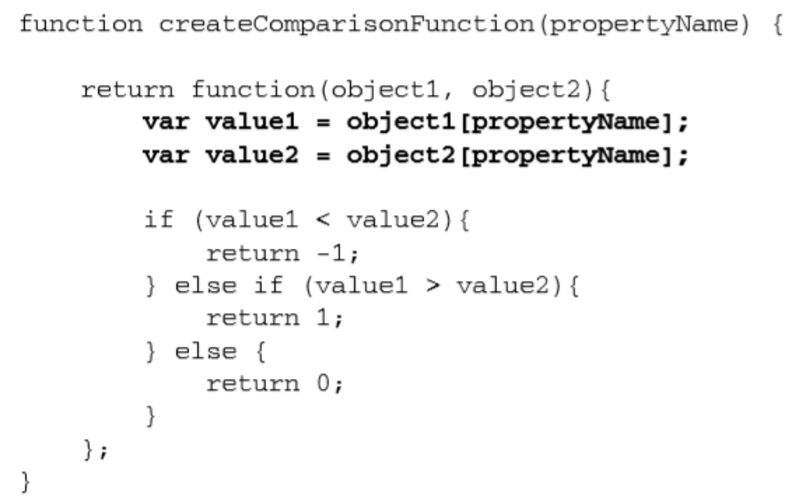 function createComparisonFunction(propertyName) {
return function(object1, object2){
var value1 = object1[propertyName];
var value2 = object2[propertyName];
if (value1 < value2){
return -1;
} else if (value1 > value2){
return 1;
} else {
return 0;
}
};
}